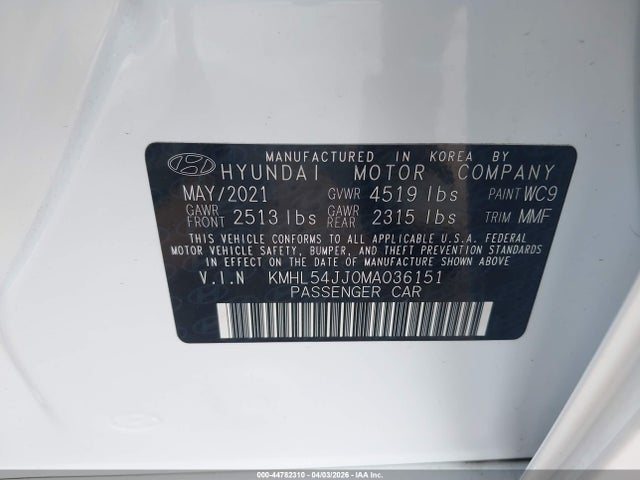 MANUFACTURED IN KOREA BY
HYUNDAI MOTOR COMPANY
MAY/2021 GVWR 4519 lbs PAINT WC9
GAWR FRONT 2513 lbs GAWR REAR 2315 lbs TRIM MMF
THIS VEHICLE CONFORMS TO ALL APPLICABLE U.S.A. FEDERAL
MOTOR VEHICLE SAFETY, BUMPER, AND THEFT PREVENTION STANDARDS
IN EFFECT ON THE DATE OF MANUFACTURE SHOWN ABOVE
V.I.N KMHL54JJ0MA036151
PASSENGER CAR
000-44782310 | 04/03/2026 - IAA Inc.